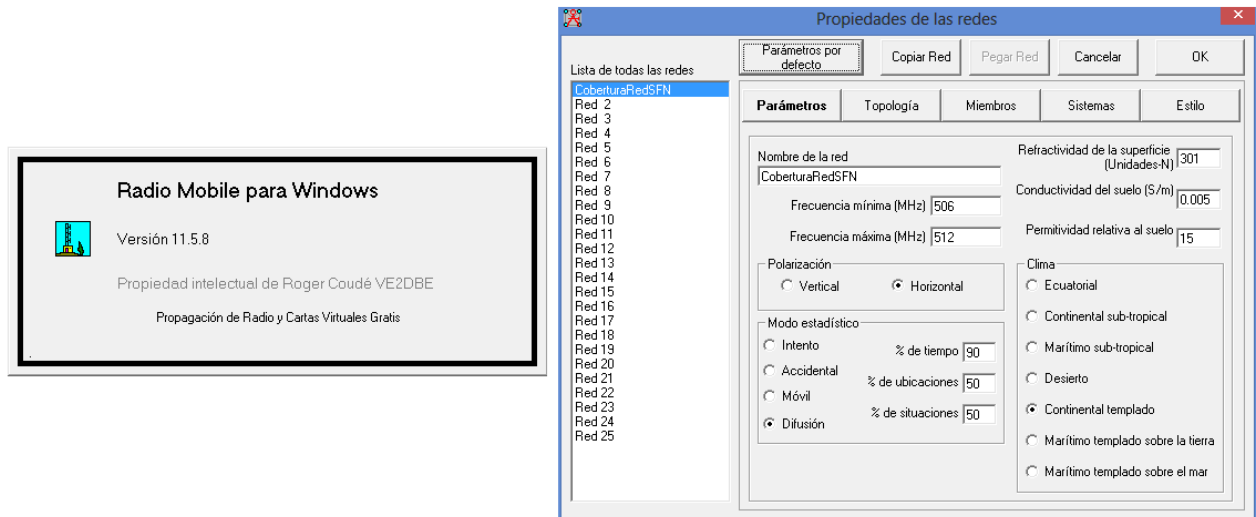 Radio Mobile para Windows
Versión 11.5.8
Propiedad intelectual de Roger Coudé VE2DBE
Propagación de Radio y Cartas Virtuales Gratis
.
Propiedades de las redes
Lista de todas las redes
CoberturaRedSFN
Red 2
Red 3
Red 4
Red 5
Red 6
Red 7
Red 8
Red 9
Red 10
Red 11
Red 12
Red 13
Red 14
Red 15
Red 16
Red 17
Red 18
Red 19
Red 20
Red 21
Red 22
Red 23
Red 24
Red 25
Parámetros por
defecto
Copiar Red
Pegar Red
Cancelar
OK
Parámetros
Topología
Miembros
Sistemas
Estilo
Nombre de la red
CoberturaRedSFN
Frecuencia mínima (MHz) 506
Frecuencia máxima (MHz) 512
Polarización
Vertical
Horizontal
Modo estadístico
Intento
Accidental
Móvil
Difusión
% de tiempo 90
% de ubicaciones 50
% de situaciones 50
Refractividad de la superficie
(Unidades-N) 301
Conductividad del suelo (S/m) 0.005
Permitividad relativa al suelo 15
Clima
Ecuatorial
Continental sub-tropical
Marítimo sub-tropical
Desierto
Continental templado
Marítimo templado sobre la tierra
Marítimo templado sobre el mar